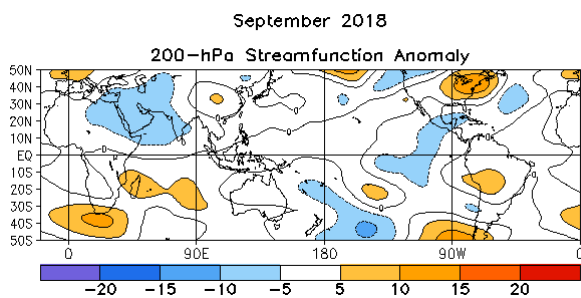 September 2018
200-hPa Streamfunction Anomaly
50N
40N
30N
20N
10N
EQ
10S
20S
30S
40S
50S
0 90E 180 90W 0
-20 -15 -10 -5 5 10 15 20